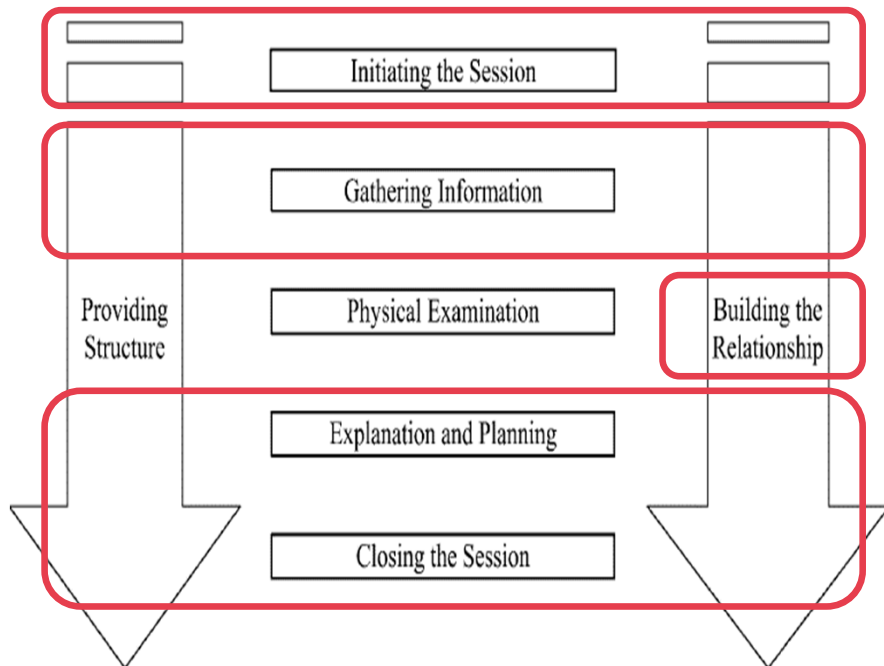 Initiating the Session
Gathering Information
Providing
Structure
Physical Examination
Building the
Relationship
Explanation and Planning
Closing the Session